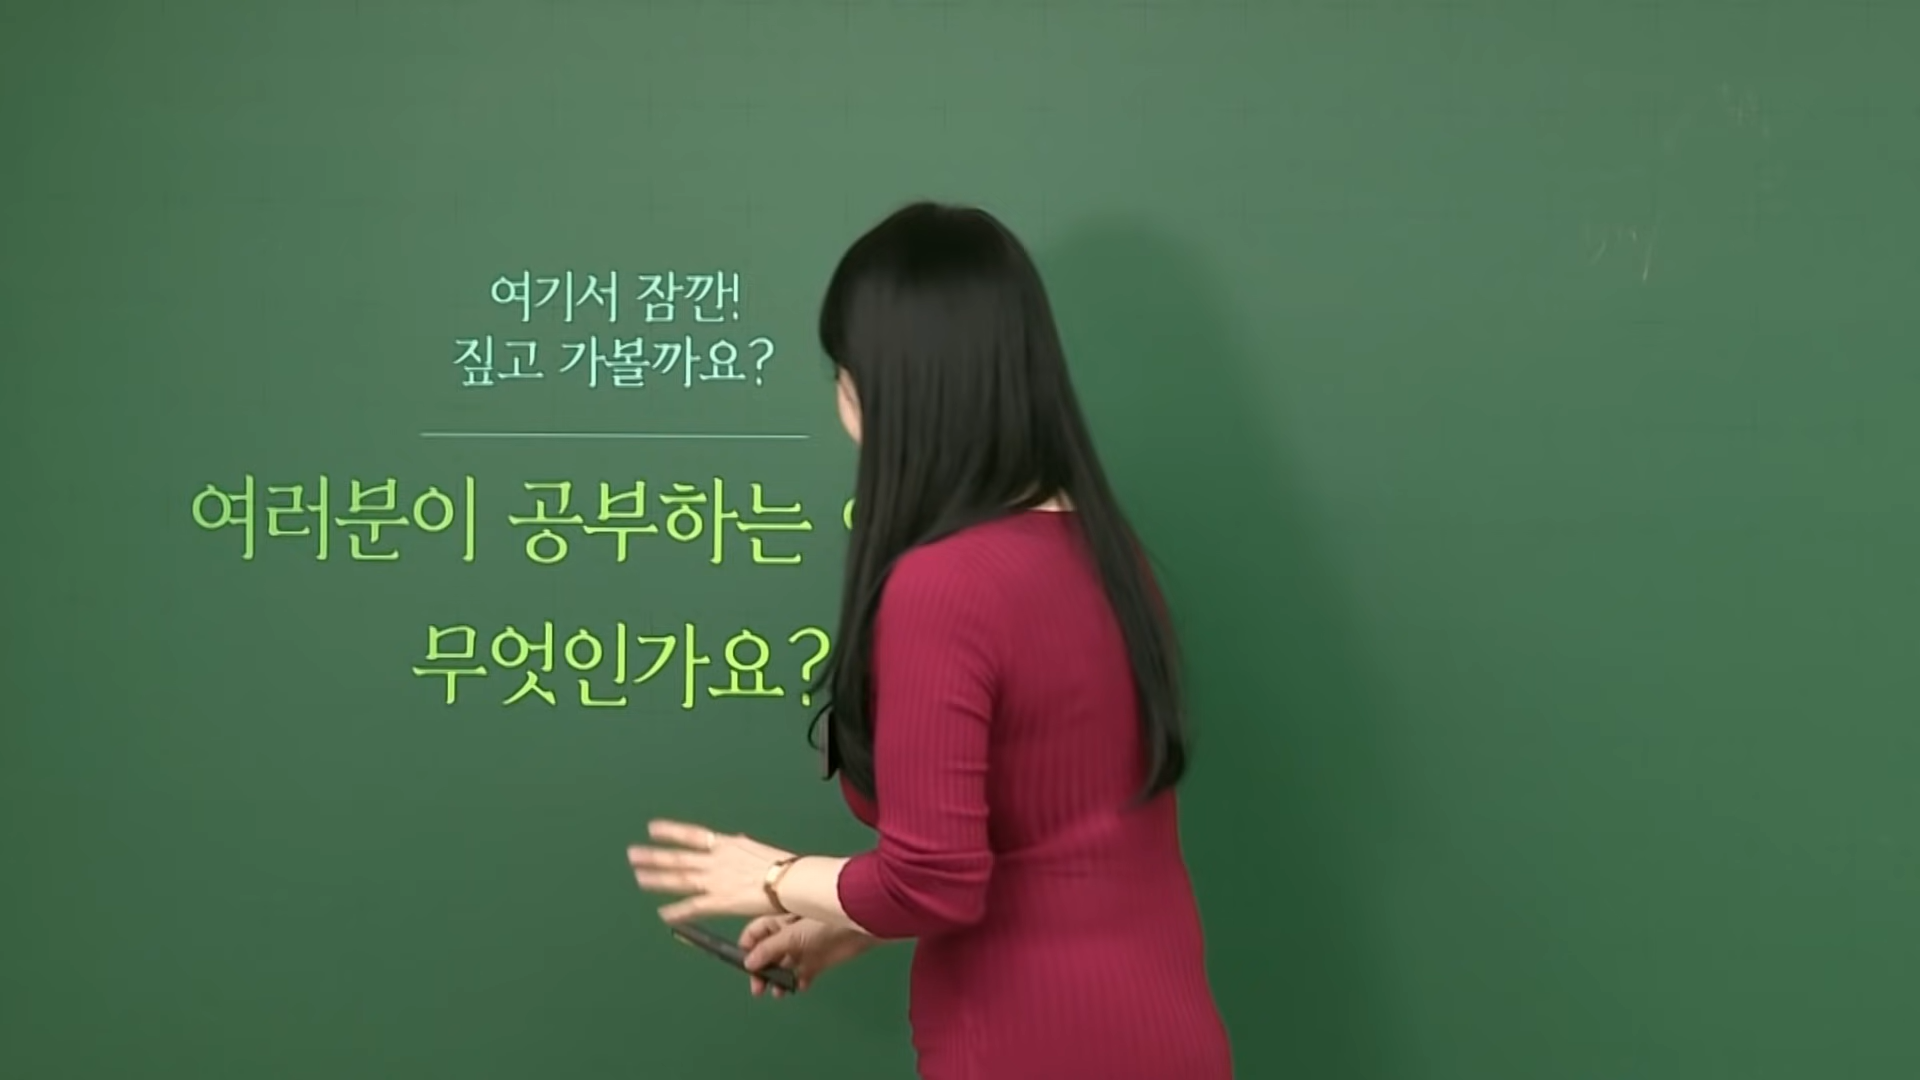 여기서 잠깐!
짚고 가볼까요?
여러분이 공부하는
무엇인가요?